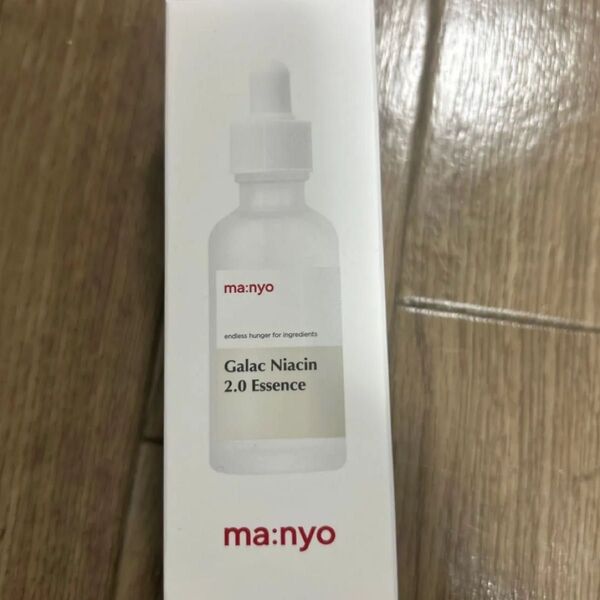 ma:nyo
endless hunger for ingredients
Galac Niacin
2.0 Essence
ma:nyo